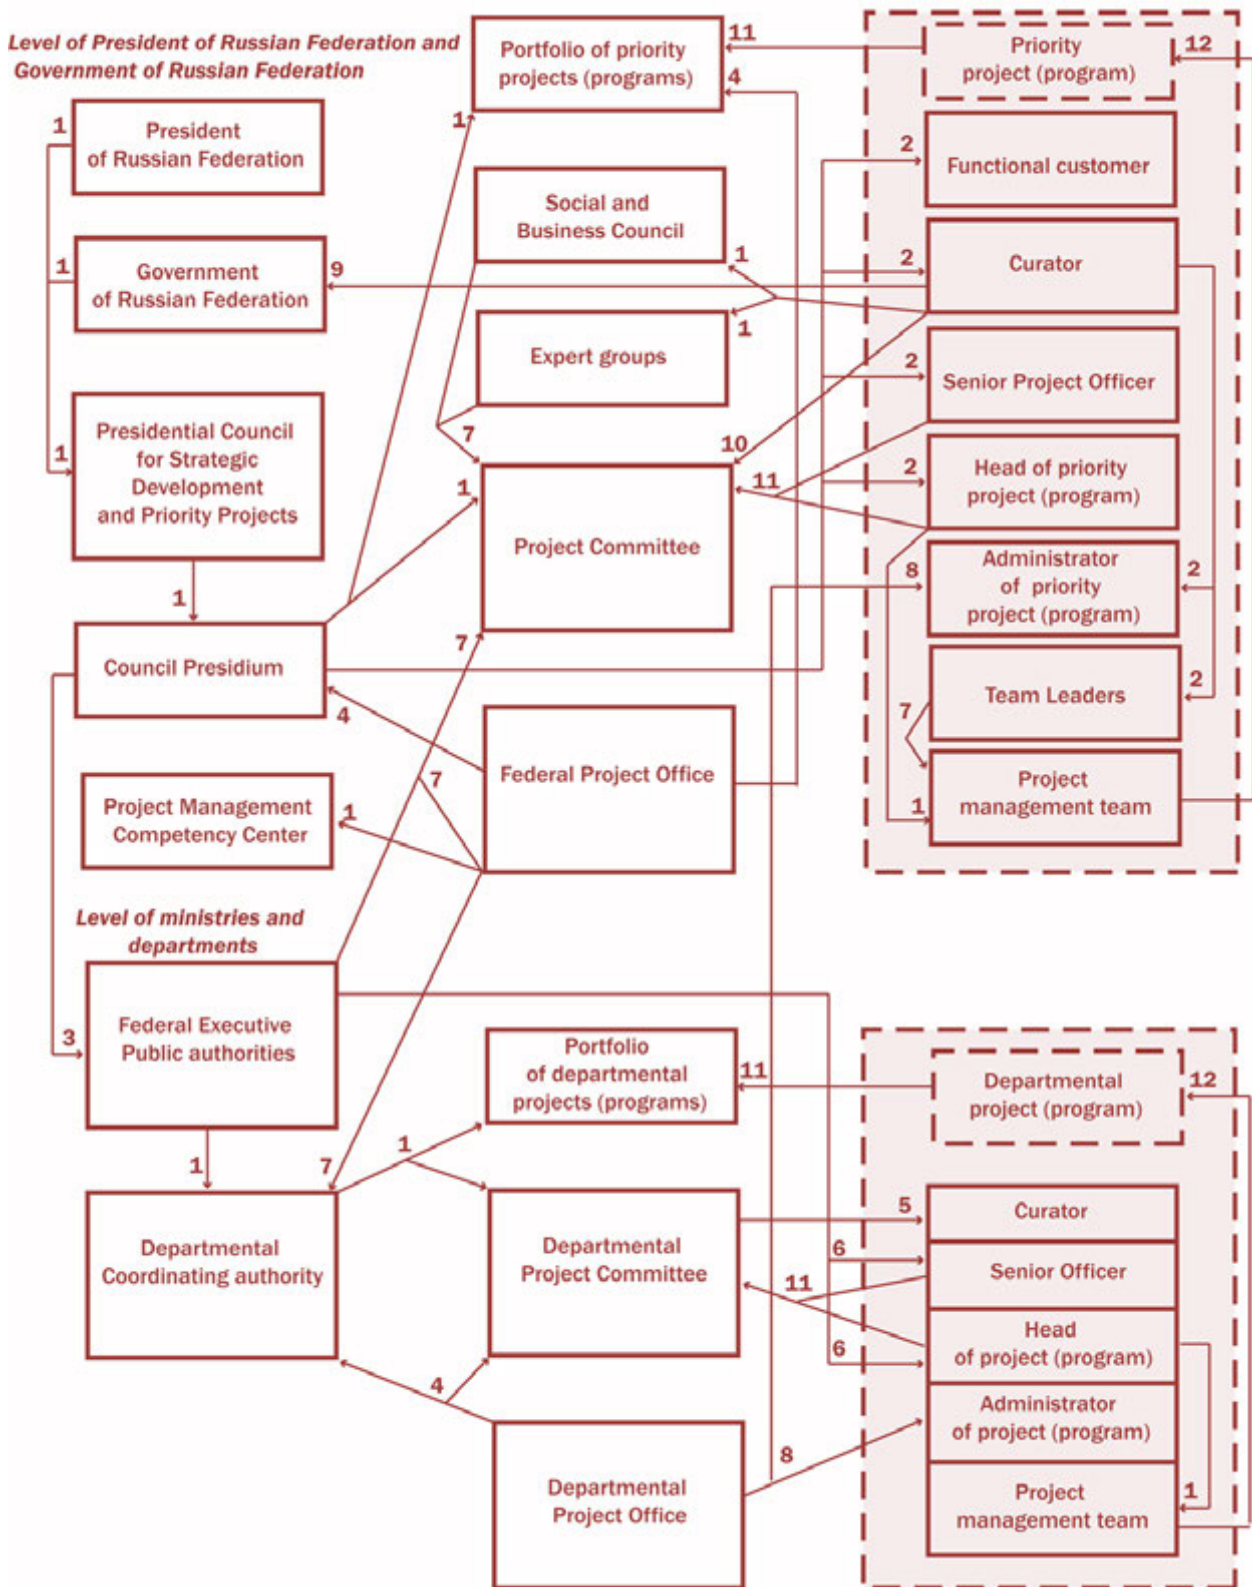 Level of President of Russian Federation and
Government of Russian Federation
1
President
of Russian Federation
1
Government
of Russian Federation
9
1
Presidential Council
for Strategic
Development
and Priority Projects
1
Council Presidium
4
Project Management
Competency Center
1
Level of ministries and
departments
3
Federal Executive
Public authorities
1
7
Departmental
Coordinating authority
Portfolio of priority
projects (programs)
11
4
1
Social and
Business Council
1
1
Expert groups
7
10
11
1
Project Committee
7
7
Federal Project Office
Portfolio
of departmental
projects (programs)
11
1
Departmental
Project Committee
11
4
Departmental
Project Office
8
Priority
project (program)
12
2
Functional customer
2
Curator
2
Senior Project Officer
2
Head of priority
project (program)
8
Administrator
of priority
project (program)
2
Team Leaders
2
7
1
Project
management team
Departmental
project (program)
12
5
Curator
6
Senior Officer
6
Head
of project (program)
Administrator
of project (program)
Project
management team
1